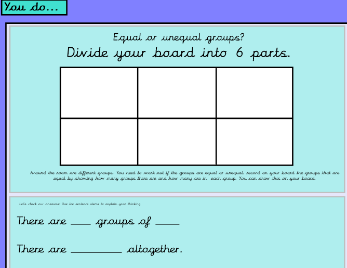 You do...
Equal or unequal groups?
Divide your board into 6 parts.
Around the room are different groups. You need to work out if the groups are equal or unequal. Record on your board the groups that are
equal by showing how many groups there are and how many are in each group. You can draw this on your board.
There are ___ groups of ___
There are ______ altogether.